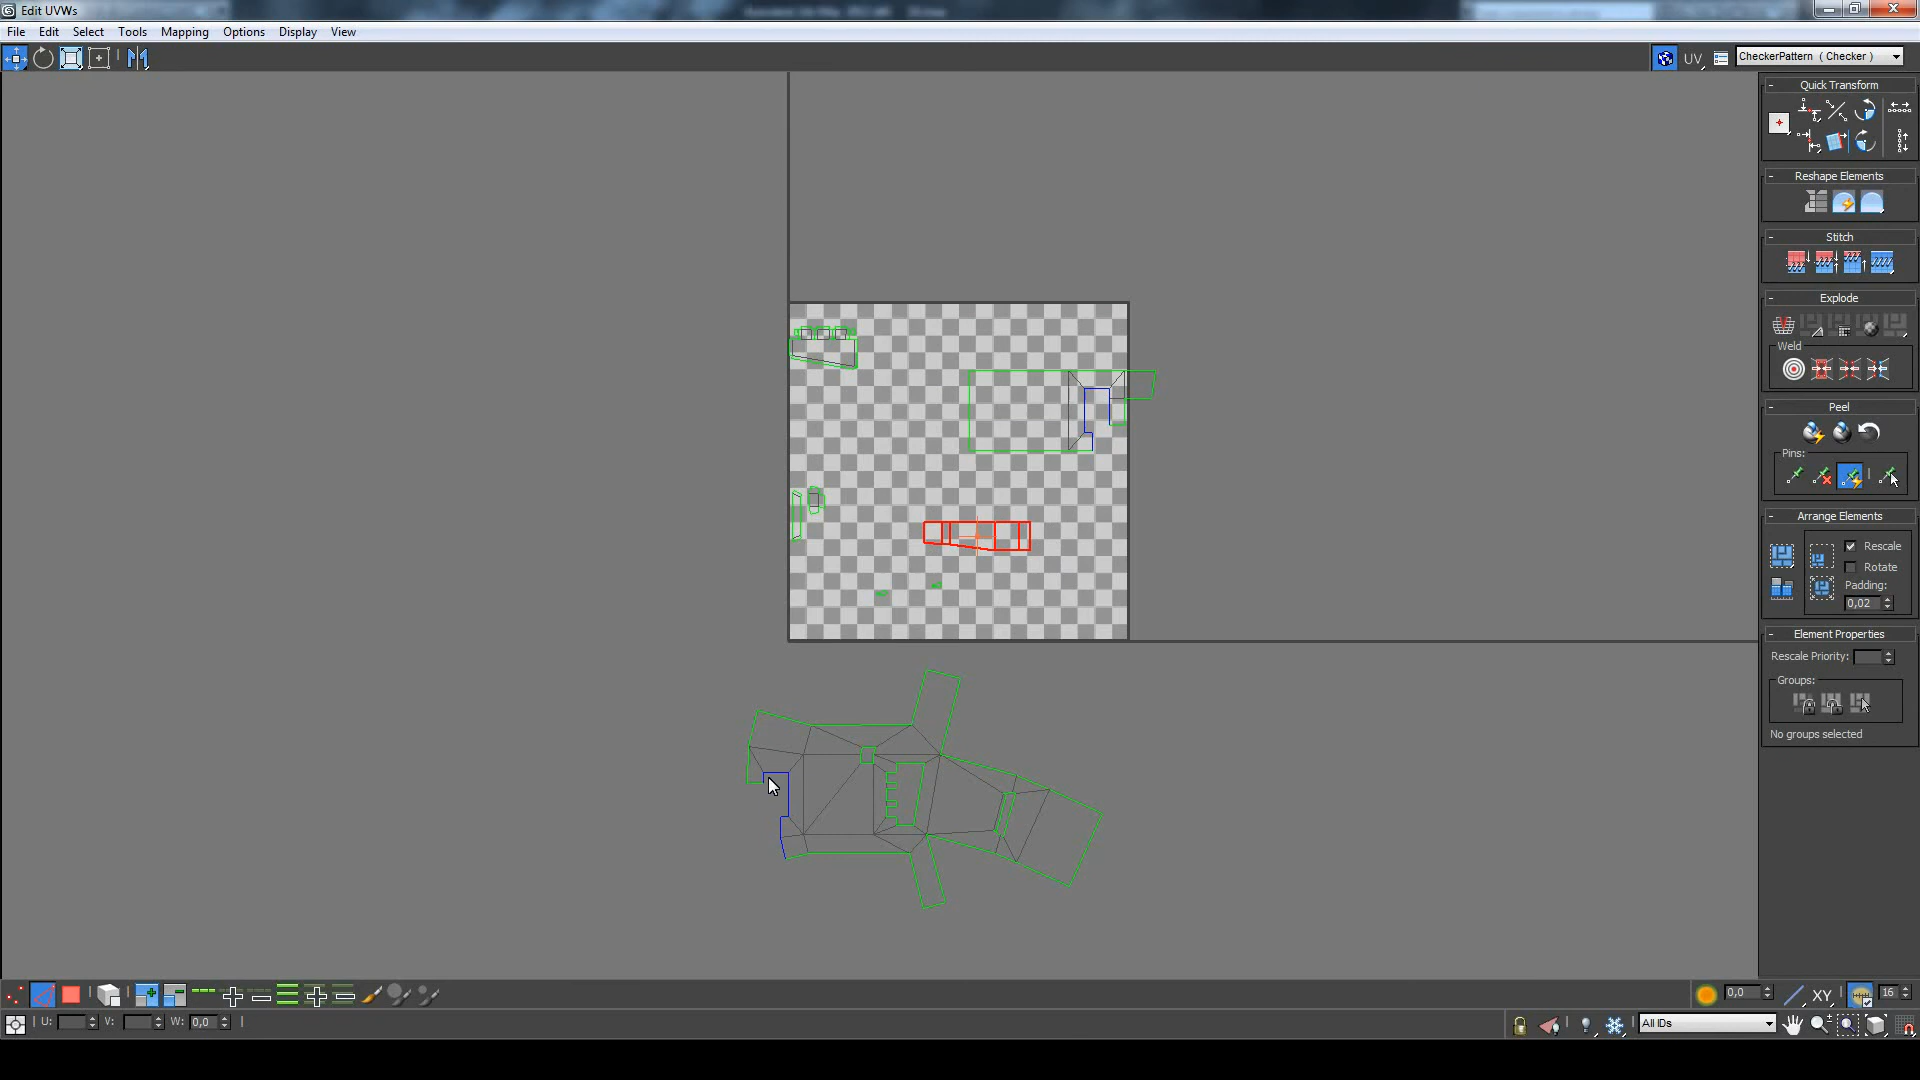 Edit UVWs
File Edit Select Tools Mapping Options Display View
UV CheckerPattern ( Checker )
- Quick Transform
- Reshape Elements
- Stitch
- Explode
Weld
- Peel
Pins:
- Arrange Elements
Rescale
Rotate
Padding:
0,02
- Element Properties
Rescale Priority:
Groups:
No groups selected
0,0 XY 16
U: V: W: 0,0 All IDs